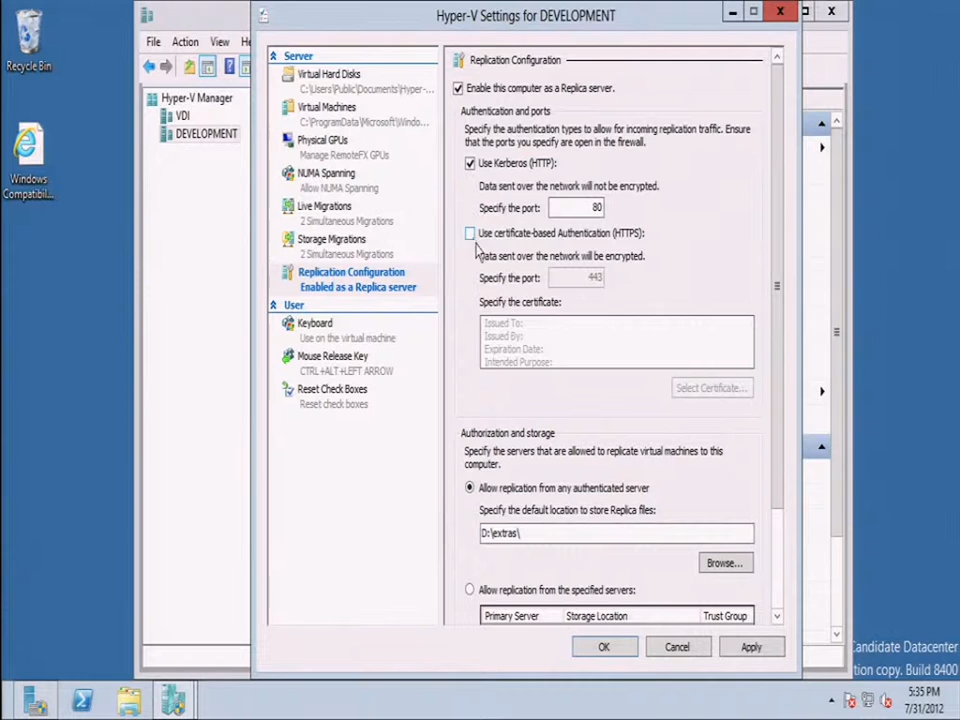 Hyper-V Settings for DEVELOPMENT
Recycle Bin
Windows
Compatibil...
File Action View
Hyper-V Manager
VDI
DEVELOPMENT
Server
Virtual Hard Disks
C:\Users\Public\Documents\Hyper-...
Virtual Machines
C:\ProgramData\Microsoft\Windo...
Physical GPUs
Manage RemoteFX GPUs
NUMA Spanning
Allow NUMA Spanning
Live Migrations
2 Simultaneous Migrations
Storage Migrations
2 Simultaneous Migrations
Replication Configuration
Enabled as a Replica server
User
Keyboard
Use on the virtual machine
Mouse Release Key
CTRL+ALT+LEFT ARROW
Reset Check Boxes
Reset check boxes
Replication Configuration
Enable this computer as a Replica server.
Authentication and ports
Specify the authentication types to allow for incoming replication traffic. Ensure
that the ports you specify are open in the firewall.
Use Kerberos (HTTP):
Data sent over the network will not be encrypted.
Specify the port: 80
Use certificate-based Authentication (HTTPS):
Data sent over the network will be encrypted.
Specify the port: 443
Specify the certificate:
Issued To:
Issued By:
Expiration Date:
Intended Purpose:
Select Certificate...
Authorization and storage
Specify the servers that are allowed to replicate virtual machines to this
computer.
Allow replication from any authenticated server
Specify the default location to store Replica files:
D:\extras\
Browse...
Allow replication from the specified servers:
Primary Server Storage Location Trust Group
OK Cancel Apply
Candidate Datacenter
tion copy. Build 8400
5:35 PM
7/31/2012